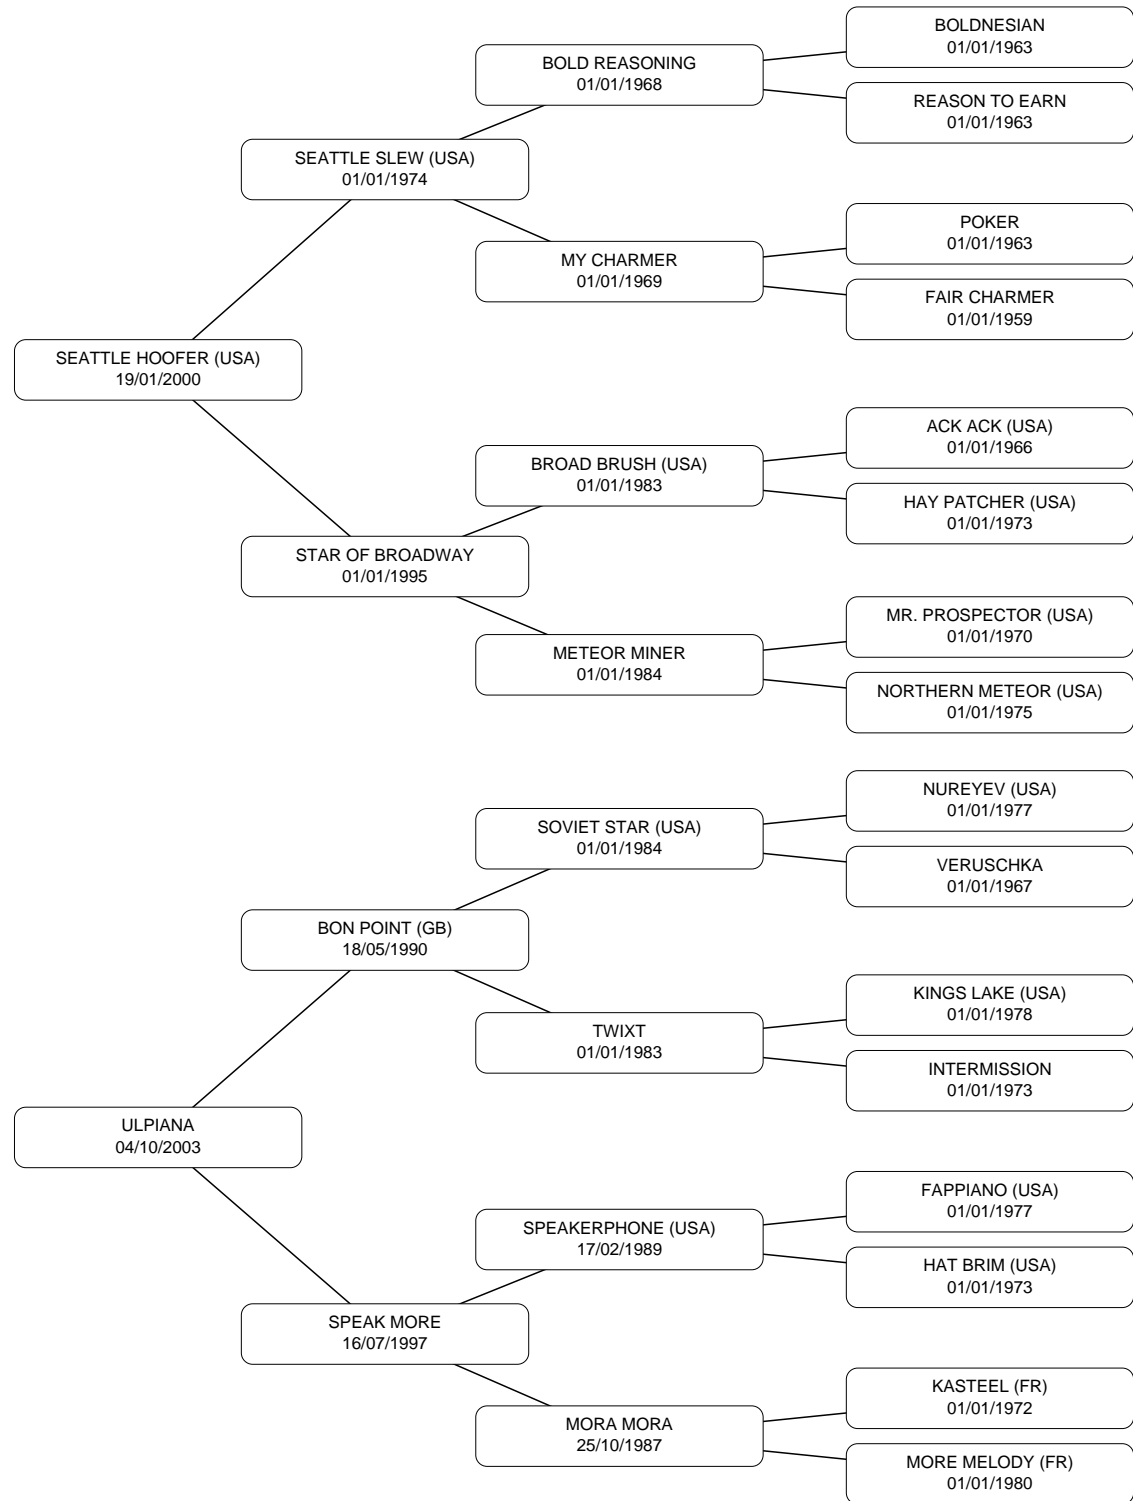 BOLDNESIAN
01/01/1963
BOLD REASONING
01/01/1968
REASON TO EARN
01/01/1963
SEATTLE SLEW (USA)
01/01/1974
POKER
01/01/1963
MY CHARMER
01/01/1969
FAIR CHARMER
01/01/1959
SEATTLE HOOFER (USA)
19/01/2000
ACK ACK (USA)
01/01/1966
BROAD BRUSH (USA)
01/01/1983
HAY PATCHER (USA)
01/01/1973
STAR OF BROADWAY
01/01/1995
MR. PROSPECTOR (USA)
01/01/1970
METEOR MINER
01/01/1984
NORTHERN METEOR (USA)
01/01/1975
NUREYEV (USA)
01/01/1977
SOVIET STAR (USA)
01/01/1984
VERUSCHKA
01/01/1967
BON POINT (GB)
18/05/1990
KINGS LAKE (USA)
01/01/1978
TWIXT
01/01/1983
INTERMISSION
01/01/1973
ULPIANA
04/10/2003
FAPPIANO (USA)
01/01/1977
SPEAKERPHONE (USA)
17/02/1989
HAT BRIM (USA)
01/01/1973
SPEAK MORE
16/07/1997
KASTEEL (FR)
01/01/1972
MORA MORA
25/10/1987
MORE MELODY (FR)
01/01/1980